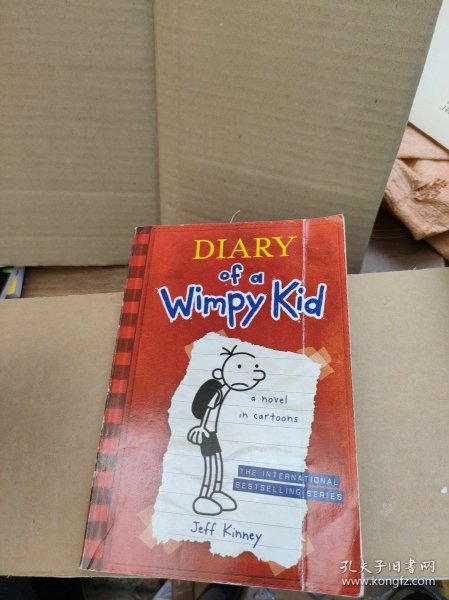 DIARY
of a
Wimpy Kid
a novel
in cartoons
THE INTERNATIONAL
BESTSELLING SERIES
Jeff Kinney
孔夫子旧书网
www.kongfz.com